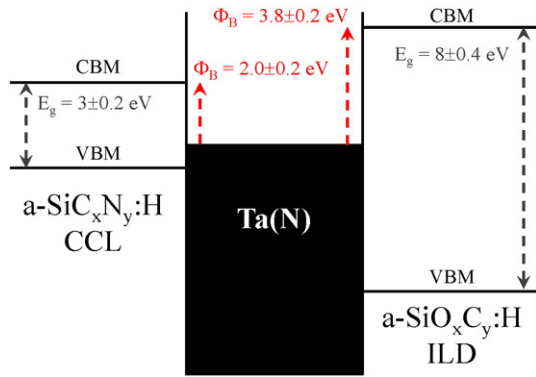 Φ_B = 3.8±0.2 eV
CBM
CBM
Φ_B = 2.0±0.2 eV
E_g = 8±0.4 eV
E_g = 3±0.2 eV
VBM
a-SiC_xN_y:H
CCL
Ta(N)
VBM
a-SiO_xC_y:H
ILD